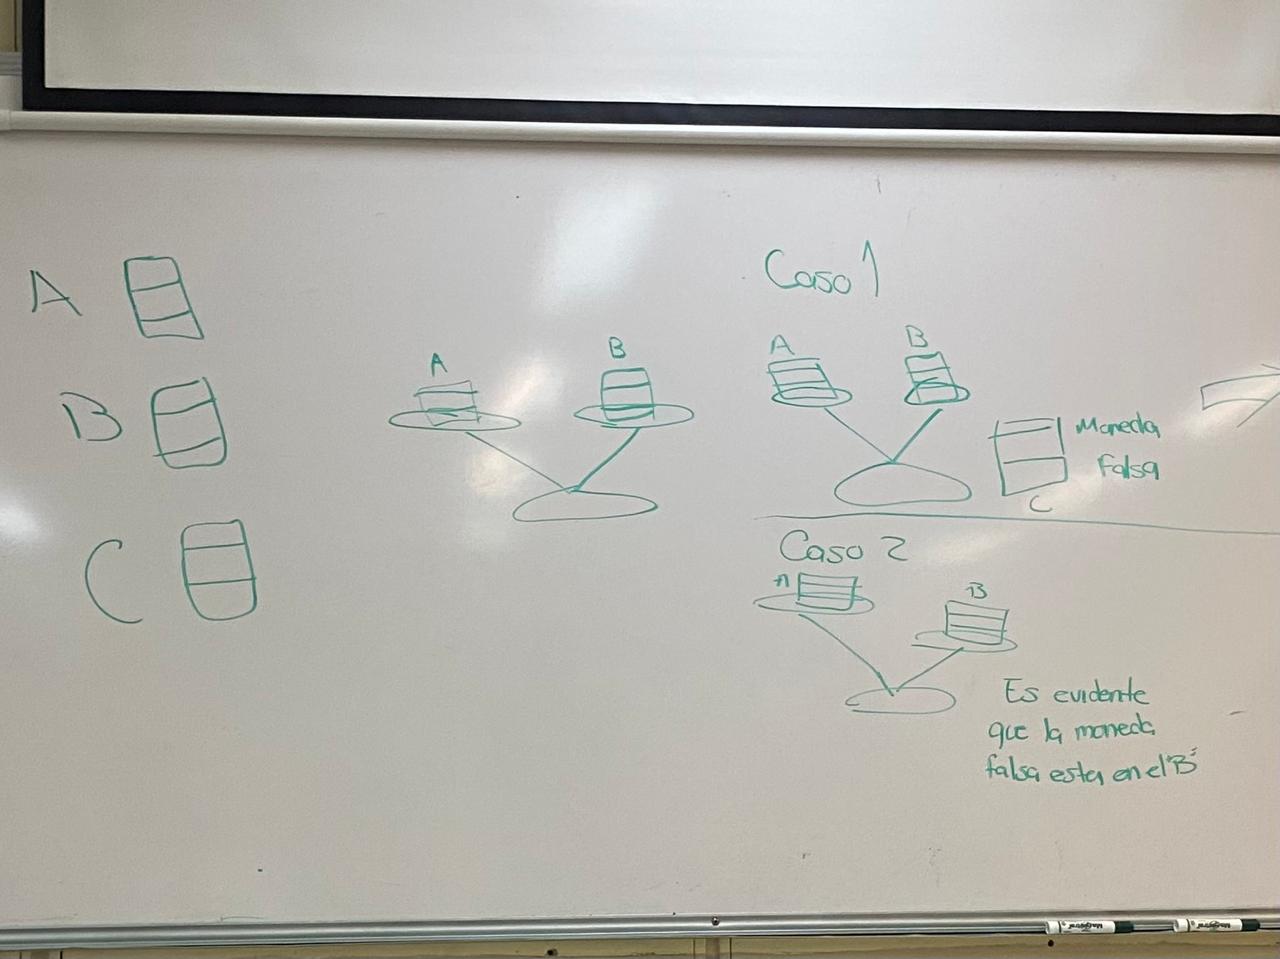 A
B
C
A
B
Caso 1
A
B
Moneda
Falsa
C
Caso 2
A
B
Es evidente
que la moneda
falsa esta en el "B"